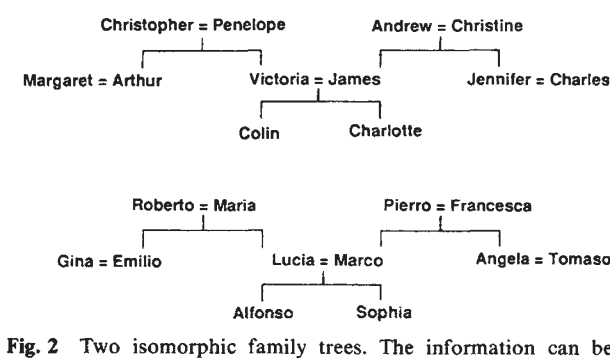 Christopher = Penelope Andrew = Christine
Margaret = Arthur Victoria = James Jennifer = Charles
Colin Charlotte
Roberto = Maria Pierro = Francesca
Gina = Emilio Lucia = Marco Angela = Tomaso
Alfonso Sophia
Fig. 2 Two isomorphic family trees. The information can be